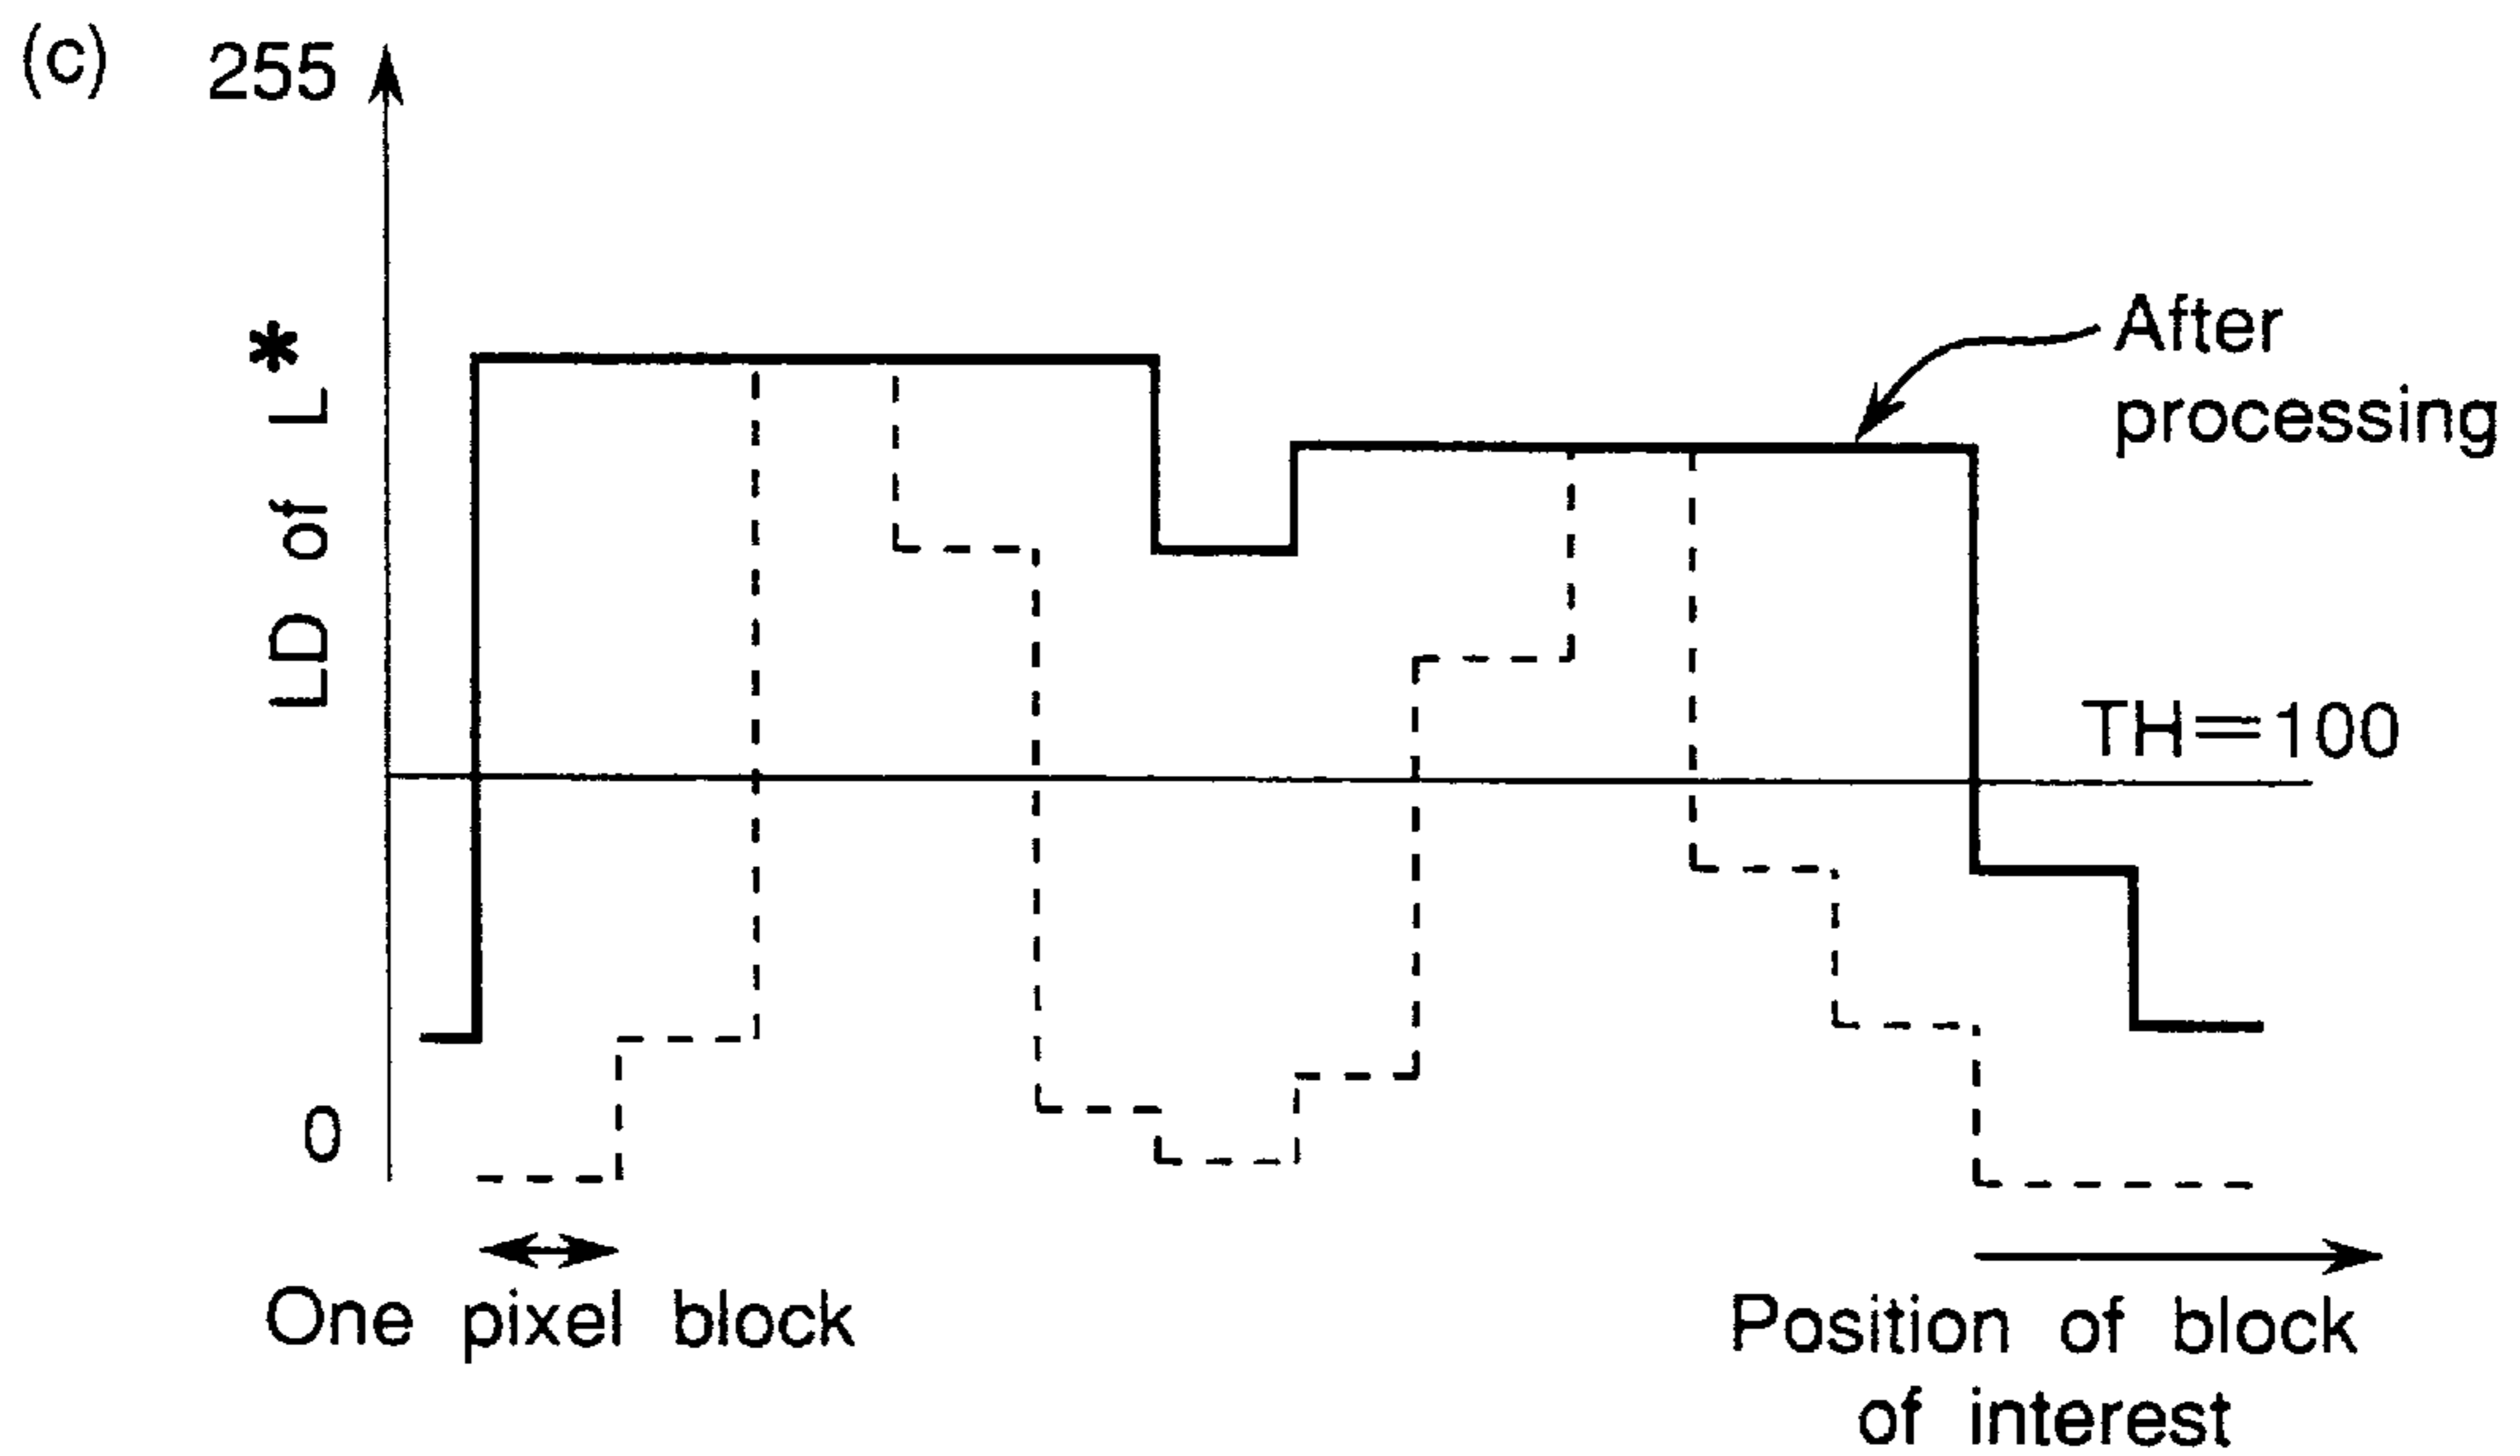 (c)
255
LD of L*
After
processing
TH=100
0
One pixel block
Position of block
of interest